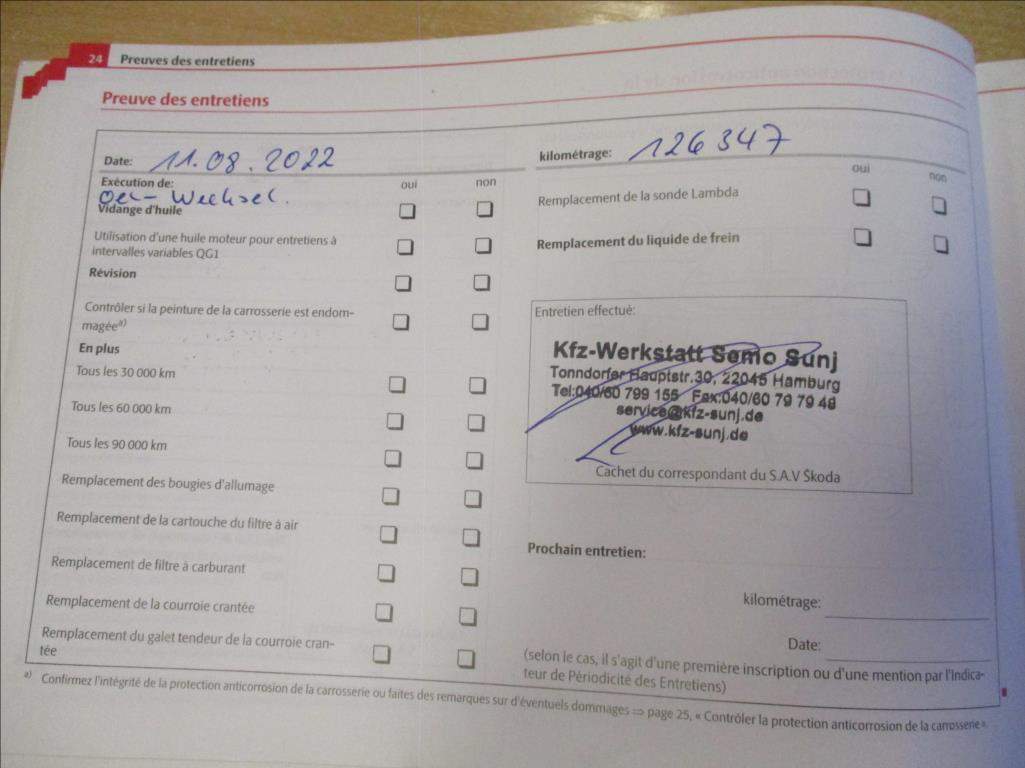 24 Preuves des entretiens
Preuve des entretiens
Date: 11.08.2022
kilométrage: 126 347
Exécution de: oui non
Oel-Wechsel.
Vidange d'huile
Utilisation d'une huile moteur pour entretiens à
intervalles variables QG1
Révision
Contrôler si la peinture de la carrosserie est endom-
magée a)
En plus
Tous les 30 000 km
Tous les 60 000 km
Tous les 90 000 km
Remplacement des bougies d'allumage
Remplacement de la cartouche du filtre à air
Remplacement de filtre à carburant
Remplacement de la courroie crantée
Remplacement du galet tendeur de la courroie cran-
tée
oui non
Remplacement de la sonde Lambda
Remplacement du liquide de frein
Entretien effectué:
Kfz-Werkstatt Semo Sunj
Tonndorfer Hauptstr.30, 22045 Hamburg
Tel:040/60 799 155 Fax:040/60 79 79 48
service@kfz-sunj.de
www.kfz-sunj.de
Cachet du correspondant du S.A.V Škoda
Prochain entretien:
kilométrage:
Date:
(selon le cas, il s'agit d'une première inscription ou d'une mention par l'Indica-
teur de Périodicité des Entretiens)
a) Confirmez l'intégrité de la protection anticorrosion de la carrosserie ou faites des remarques sur d'éventuels dommages ⇒ page 25, « Contrôler la protection anticorrosion de la carrosserie ».